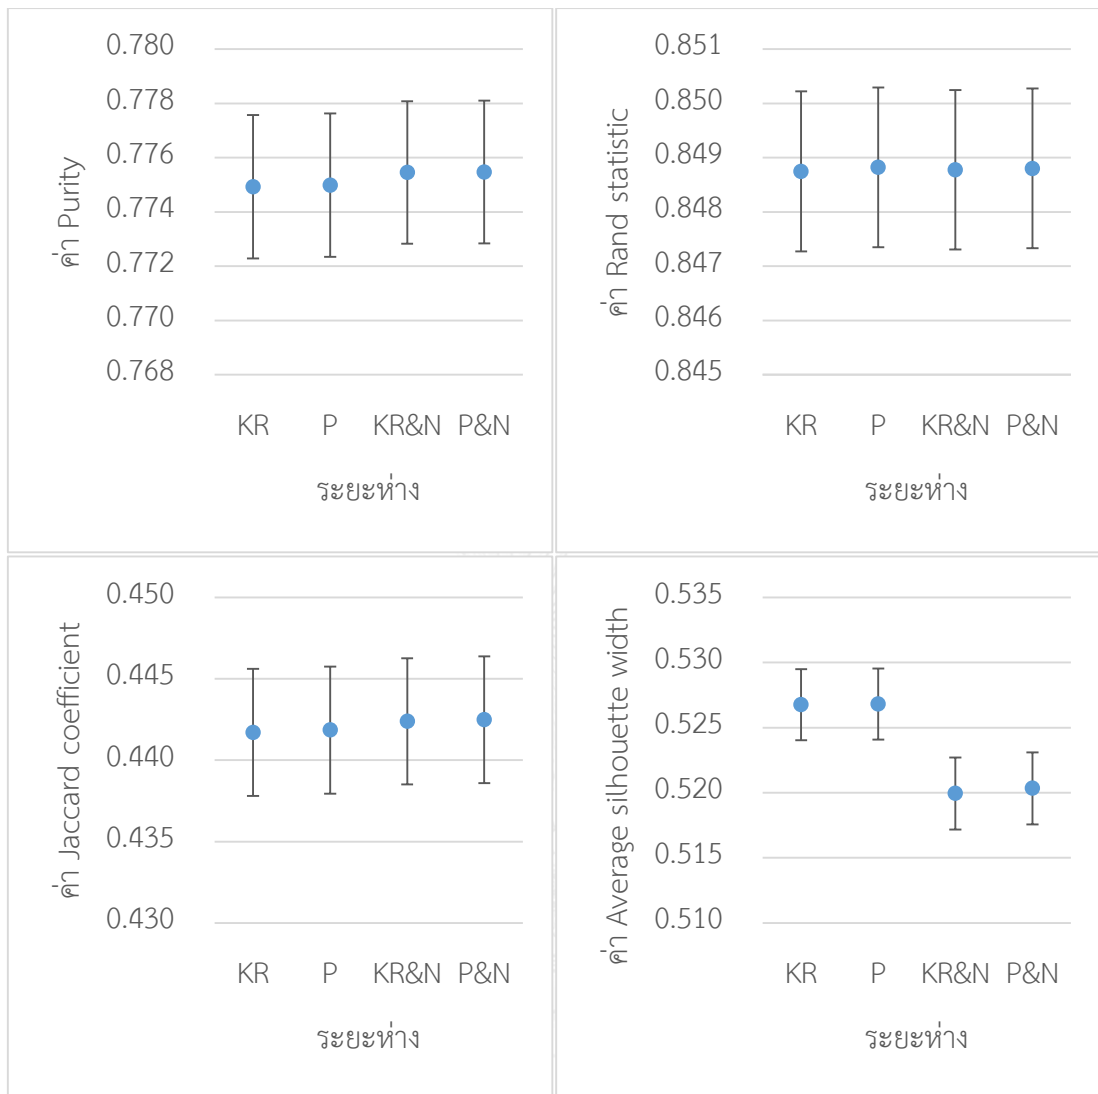 ค่า Purity
0.780
0.778
0.776
0.774
0.772
0.770
0.768
KR P KR&N P&N
ระยะห่าง
ค่า Rand statistic
0.851
0.850
0.849
0.848
0.847
0.846
0.845
KR P KR&N P&N
ระยะห่าง
ค่า Jaccard coefficient
0.450
0.445
0.440
0.435
0.430
KR P KR&N P&N
ระยะห่าง
ค่า Average silhouette width
0.535
0.530
0.525
0.520
0.515
0.510
KR P KR&N P&N
ระยะห่าง